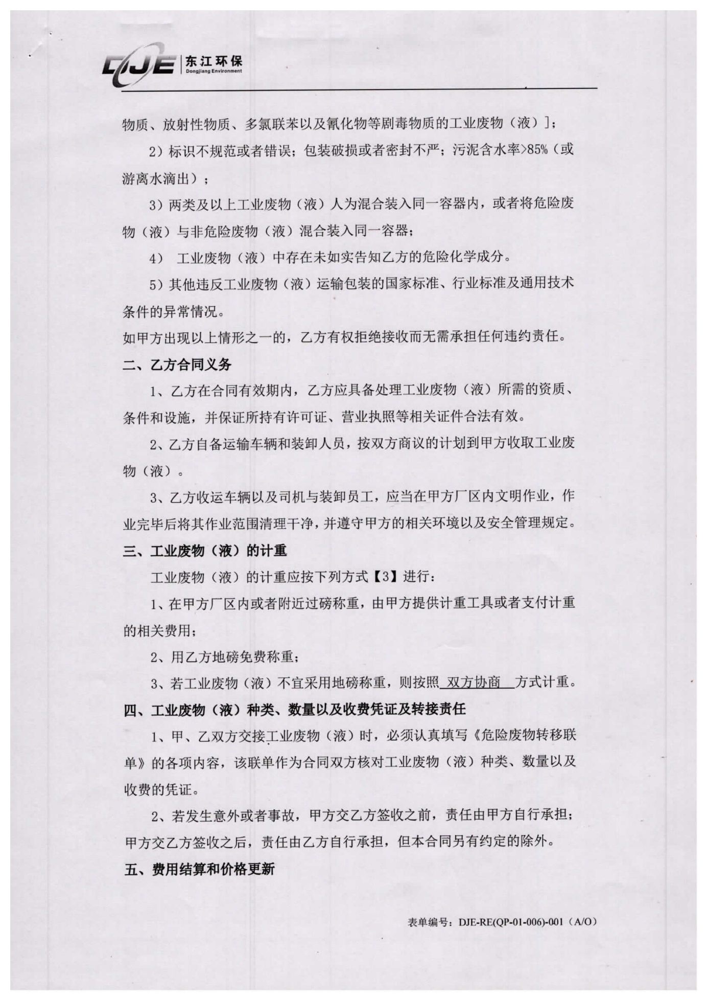 DJE 东江环保
Dongjiang Environment
物质、放射性物质、多氯联苯以及氰化物等剧毒物质的工业废物（液）］；
2）标识不规范或者错误；包装破损或者密封不严；污泥含水率>85%（或
游离水滴出）；
3）两类及以上工业废物（液）人为混合装入同一容器内，或者将危险废
物（液）与非危险废物（液）混合装入同一容器；
4） 工业废物（液）中存在未如实告知乙方的危险化学成分。
5）其他违反工业废物（液）运输包装的国家标准、行业标准及通用技术
条件的异常情况。
如甲方出现以上情形之一的，乙方有权拒绝接收而无需承担任何违约责任。
二、乙方合同义务
1、乙方在合同有效期内，乙方应具备处理工业废物（液）所需的资质、
条件和设施，并保证所持有许可证、营业执照等相关证件合法有效。
2、乙方自备运输车辆和装卸人员，按双方商议的计划到甲方收取工业废
物（液）。
3、乙方收运车辆以及司机与装卸员工，应当在甲方厂区内文明作业，作
业完毕后将其作业范围清理干净，并遵守甲方的相关环境以及安全管理规定。
三、工业废物（液）的计重
工业废物（液）的计重应按下列方式【3】进行：
1、在甲方厂区内或者附近过磅称重，由甲方提供计重工具或者支付计重
的相关费用；
2、用乙方地磅免费称重；
3、若工业废物（液）不宜采用地磅称重，则按照 双方协商 方式计重。
四、工业废物（液）种类、数量以及收费凭证及转接责任
1、甲、乙双方交接工业废物（液）时，必须认真填写《危险废物转移联
单》的各项内容，该联单作为合同双方核对工业废物（液）种类、数量以及
收费的凭证。
2、若发生意外或者事故，甲方交乙方签收之前，责任由甲方自行承担；
甲方交乙方签收之后，责任由乙方自行承担，但本合同另有约定的除外。
五、费用结算和价格更新
表单编号：DJE-RE(QP-01-006)-001（A/O）